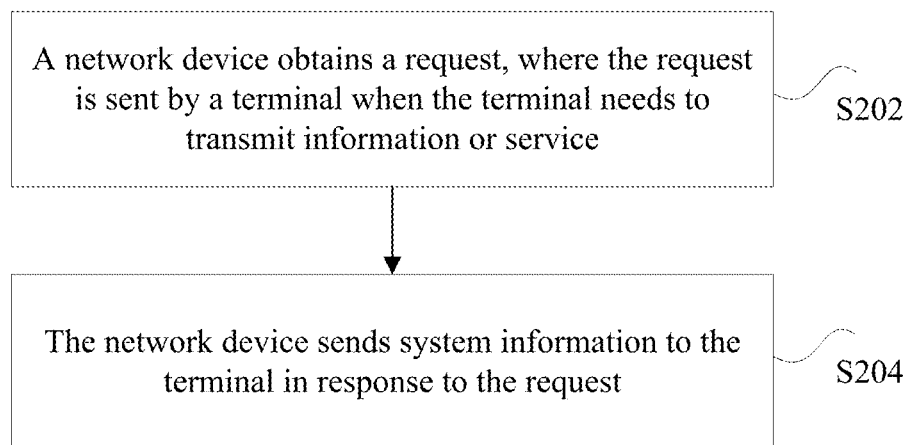 A network device obtains a request, where the request
is sent by a terminal when the terminal needs to
transmit information or service
S202
The network device sends system information to the
terminal in response to the request
S204